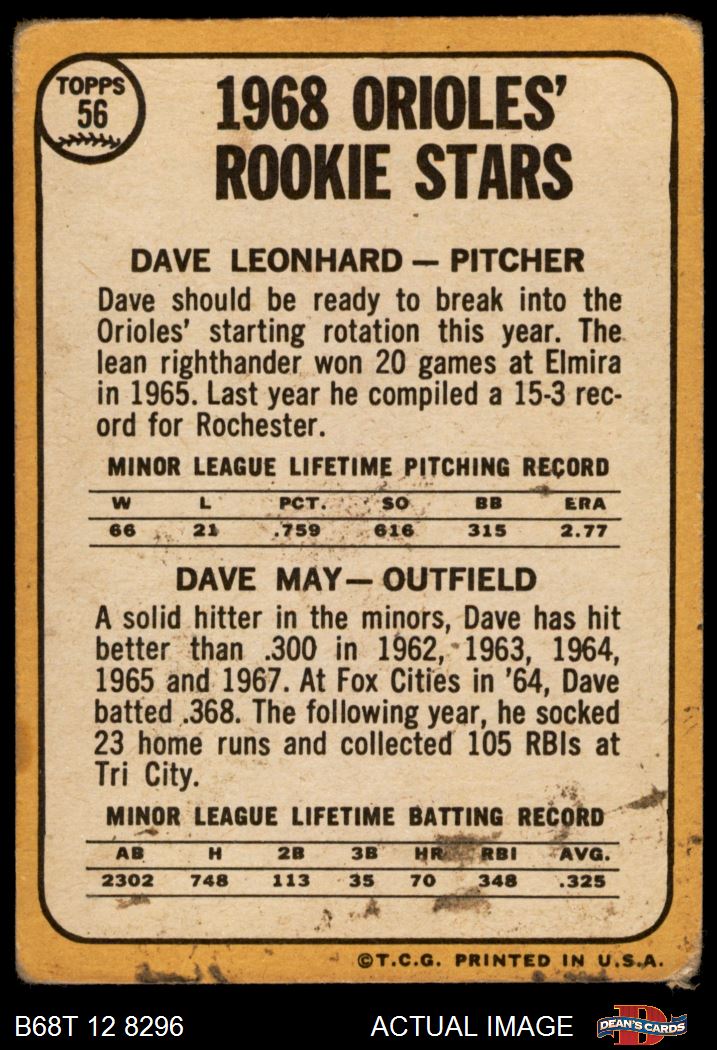 TOPPS
56
1968 ORIOLES'
ROOKIE STARS
DAVE LEONHARD — PITCHER
Dave should be ready to break into the
Orioles' starting rotation this year. The
lean righthander won 20 games at Elmira
in 1965. Last year he compiled a 15-3 rec-
ord for Rochester.
MINOR LEAGUE LIFETIME PITCHING RECORD
W L PCT. SO BB ERA
66 21 .759 616 315 2.77
DAVE MAY — OUTFIELD
A solid hitter in the minors, Dave has hit
better than .300 in 1962, 1963, 1964,
1965 and 1967. At Fox Cities in '64, Dave
batted .368. The following year, he socked
23 home runs and collected 105 RBIs at
Tri City.
MINOR LEAGUE LIFETIME BATTING RECORD
AB H 2B 3B HR RBI AVG.
2302 748 113 35 70 348 .325
©T.C.G. PRINTED IN U.S.A.
B68T 12 8296
ACTUAL IMAGE
D
DEAN'S CARDS